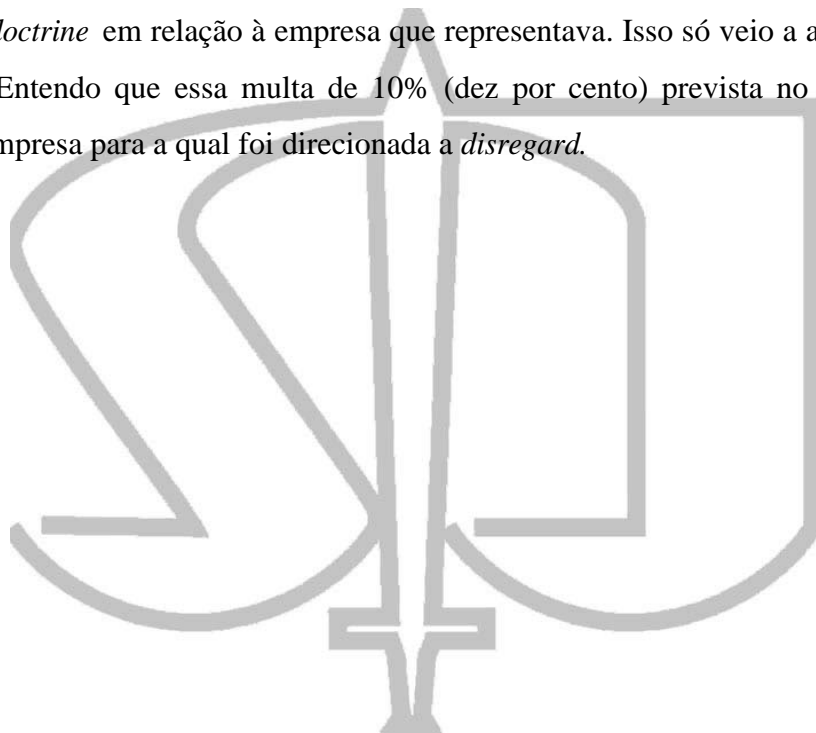 doctrine em relação à empresa que representava. Isso só veio a a
Entendo que essa multa de 10% (dez por cento) prevista no
mpresa para a qual foi direcionada a disregard.